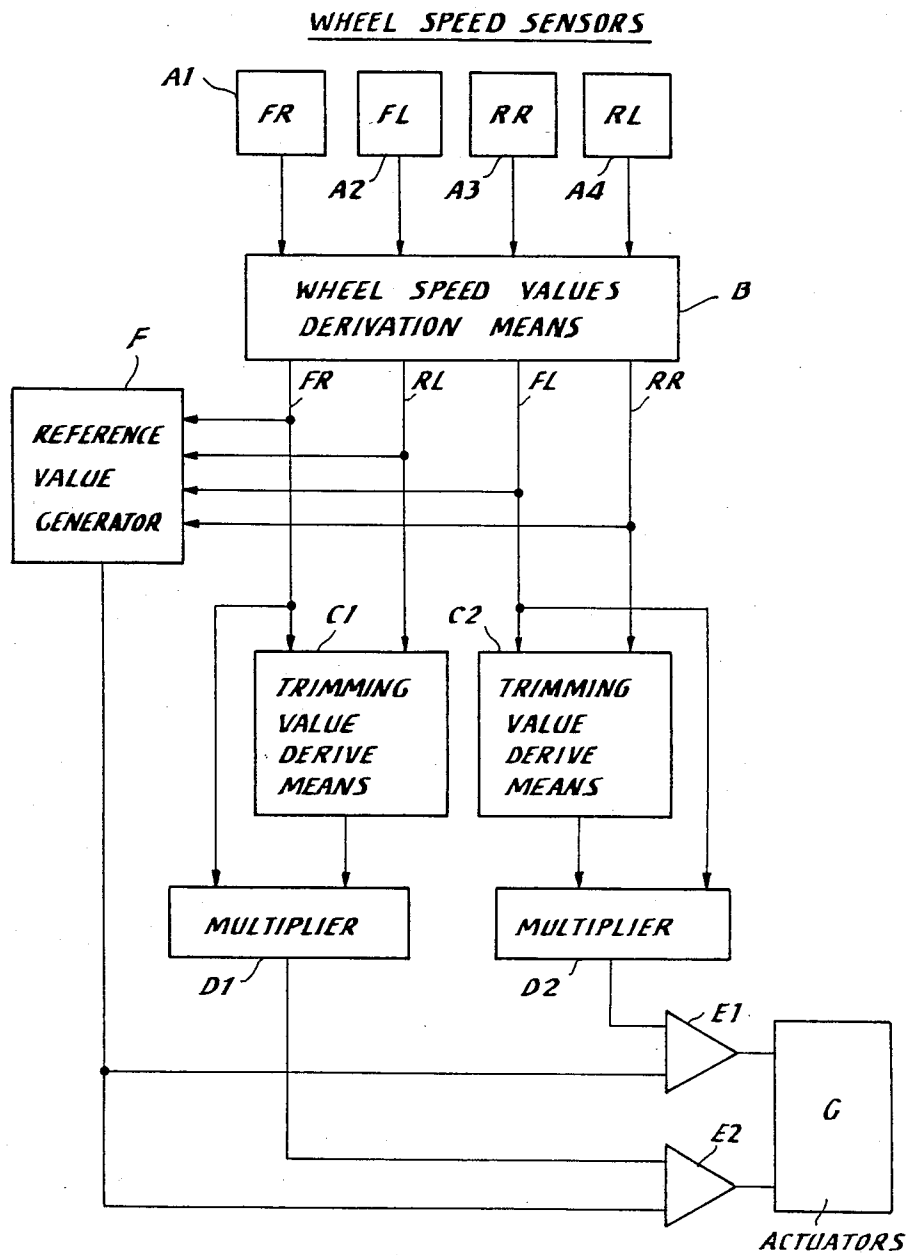 WHEEL SPEED SENSORS
A1
FR
FL
RR
RL
A2
A3
A4
WHEEL SPEED VALUES
DERIVATION MEANS
B
F
FR
RL
FL
RR
REFERENCE
VALUE
GENERATOR
C1
C2
TRIMMING
VALUE
DERIVE
MEANS
TRIMMING
VALUE
DERIVE
MEANS
MULTIPLIER
MULTIPLIER
D1
D2
E1
G
E2
ACTUATORS